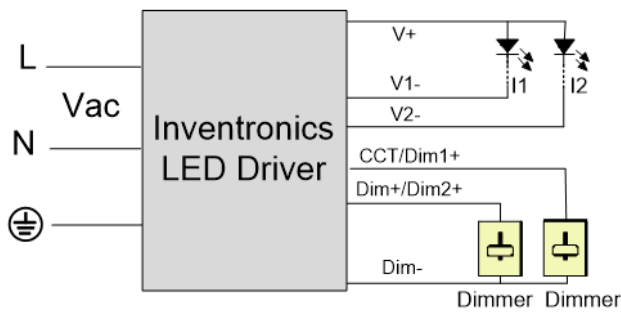 L
Vac
N
Inventronics
LED Driver
V+
V1-
I1
I2
V2-
CCT/Dim1+
Dim+/Dim2+
Dim-
Dimmer Dimmer